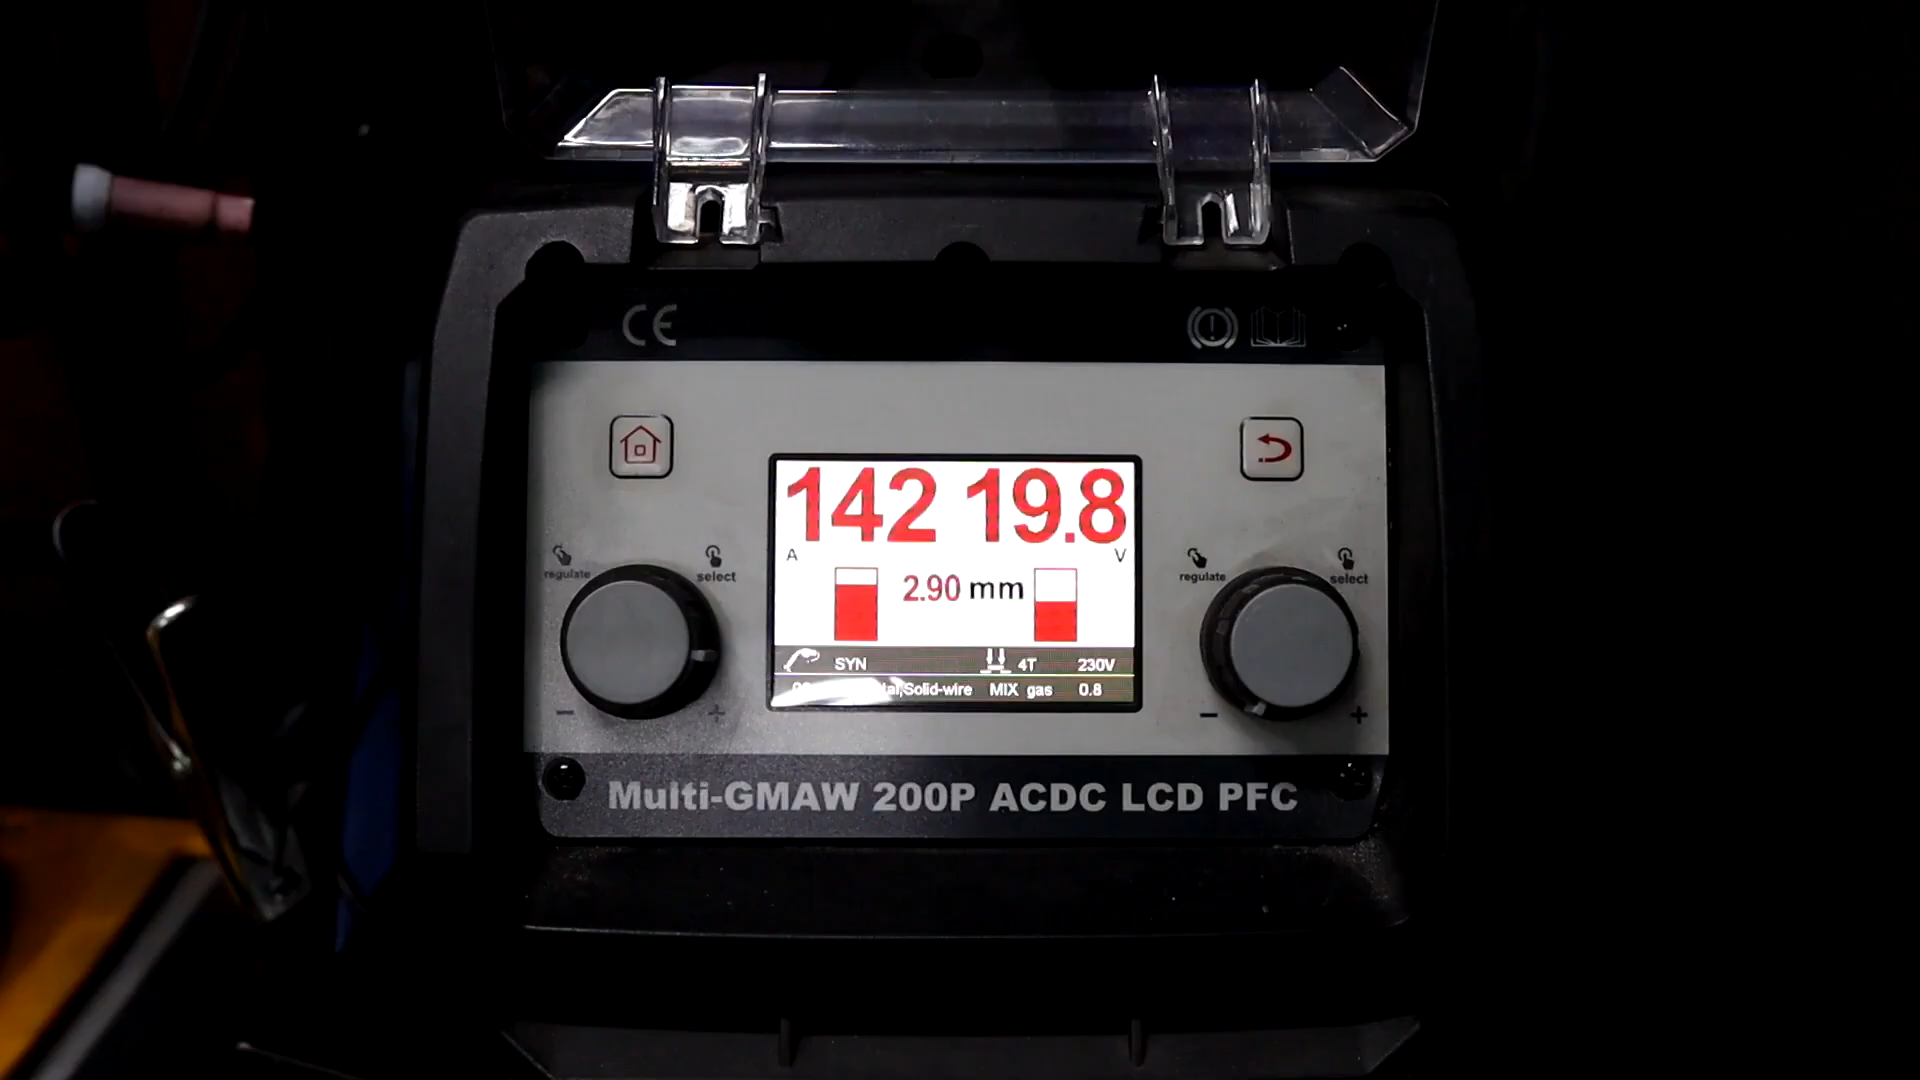 CE
regulate select
142 19.8
A V
2.90 mm
SYN 4T 230V
Solid-wire MIX gas 0.8
regulate select
- +
- +
Multi-GMAW 200P ACDC LCD PFC